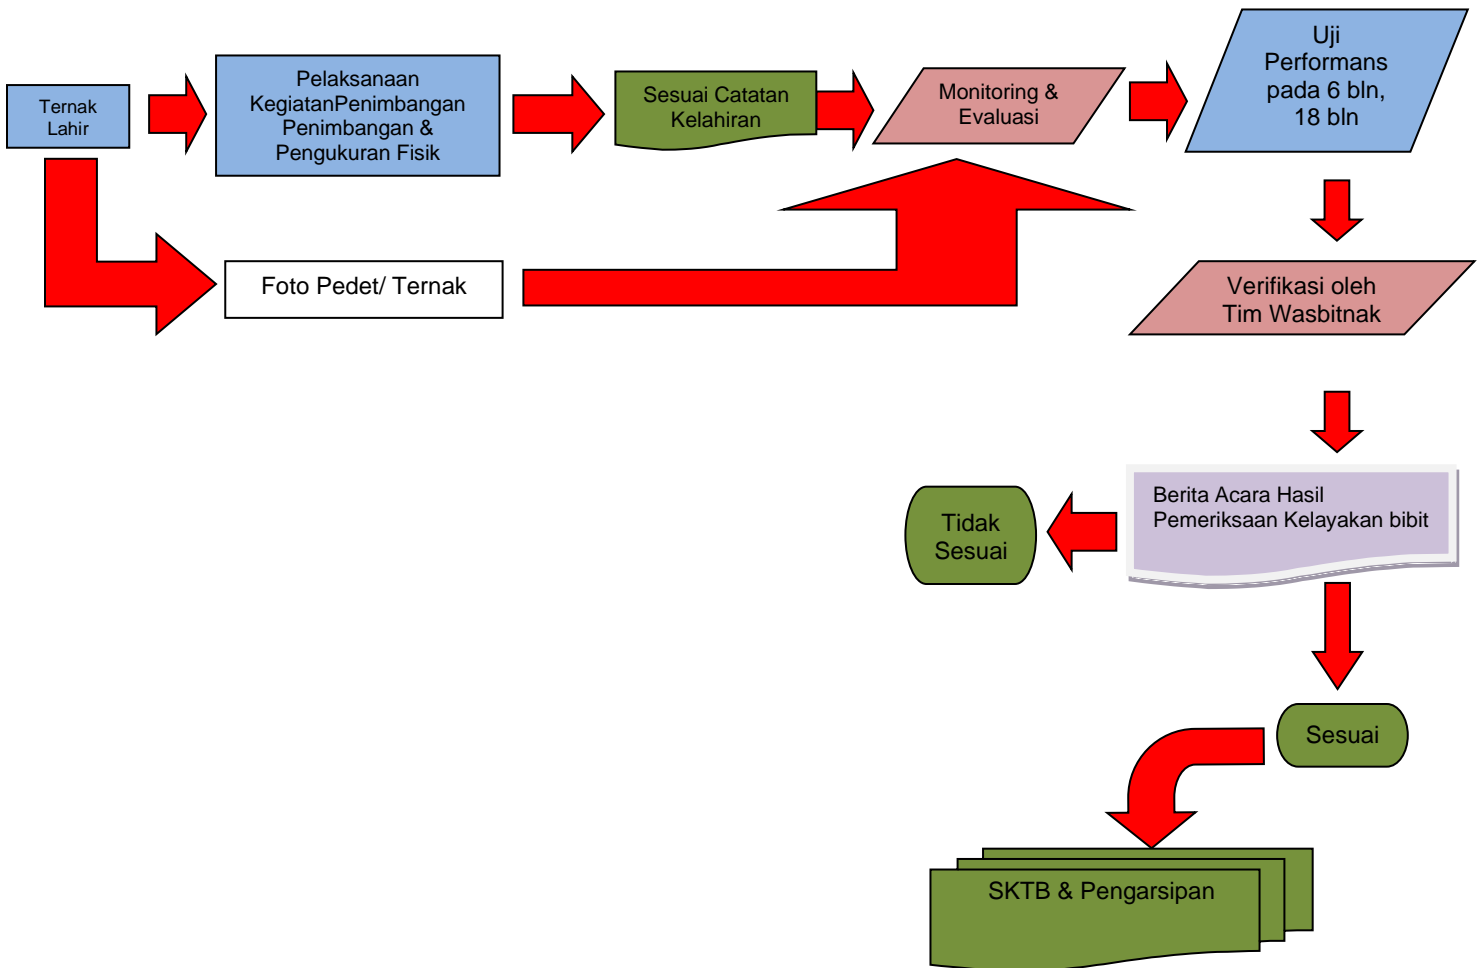 Ternak
Lahir
Pelaksanaan
KegiatanPenimbangan
Penimbangan &
Pengukuran Fisik
Sesuai Catatan
Kelahiran
Monitoring &
Evaluasi
Uji
Performans
pada 6 bln,
18 bln
Foto Pedet/ Ternak
Verifikasi oleh
Tim Wasbitnak
Berita Acara Hasil
Pemeriksaan Kelayakan bibit
Tidak
Sesuai
Sesuai
SKTB & Pengarsipan